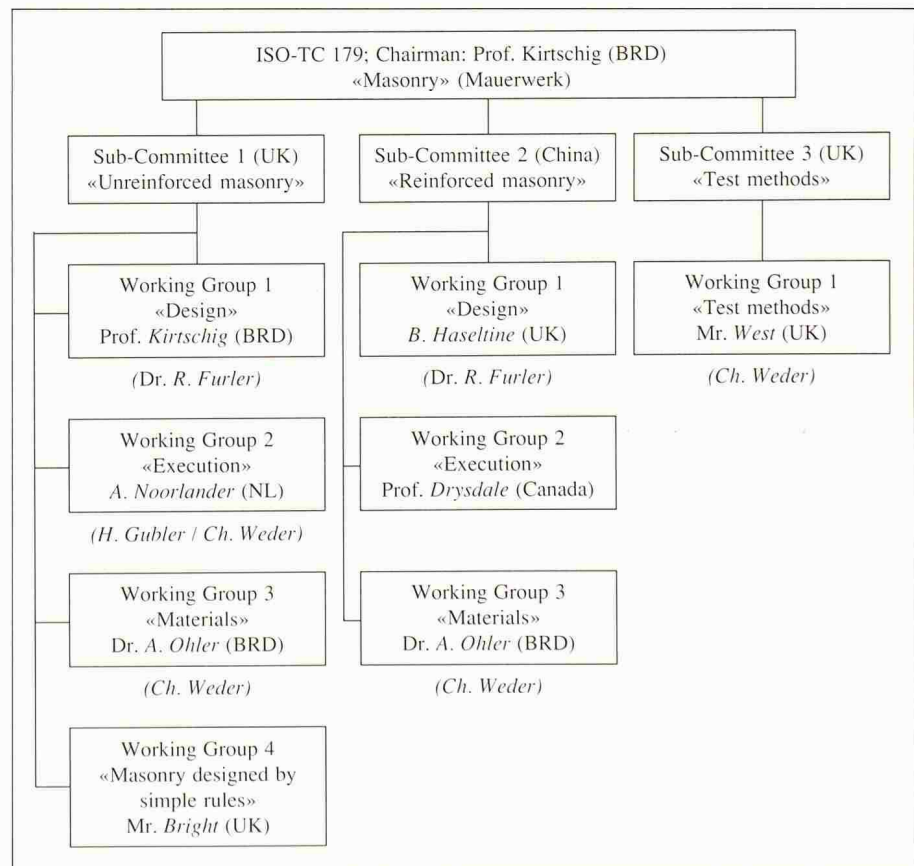 ISO-TC 179; Chairman: Prof. Kirtschig (BRD)
«Masonry» (Mauerwerk)
Sub-Committee 1 (UK)
«Unreinforced masonry»
Sub-Committee 2 (China)
«Reinforced masonry»
Sub-Committee 3 (UK)
«Test methods»
Working Group 1
«Design»
Prof. Kirtschig (BRD)
(Dr. R. Furler)
Working Group 1
«Design»
B. Haseltine (UK)
(Dr. R. Furler)
Working Group 1
«Test methods»
Mr. West (UK)
(Ch. Weder)
Working Group 2
«Execution»
A. Noorlander (NL)
(H. Gubler / Ch. Weder)
Working Group 2
«Execution»
Prof. Drysdale (Canada)
Working Group 3
«Materials»
Dr. A. Ohler (BRD)
(Ch. Weder)
Working Group 3
«Materials»
Dr. A. Ohler (BRD)
(Ch. Weder)
Working Group 4
«Masonry designed by
simple rules»
Mr. Bright (UK)